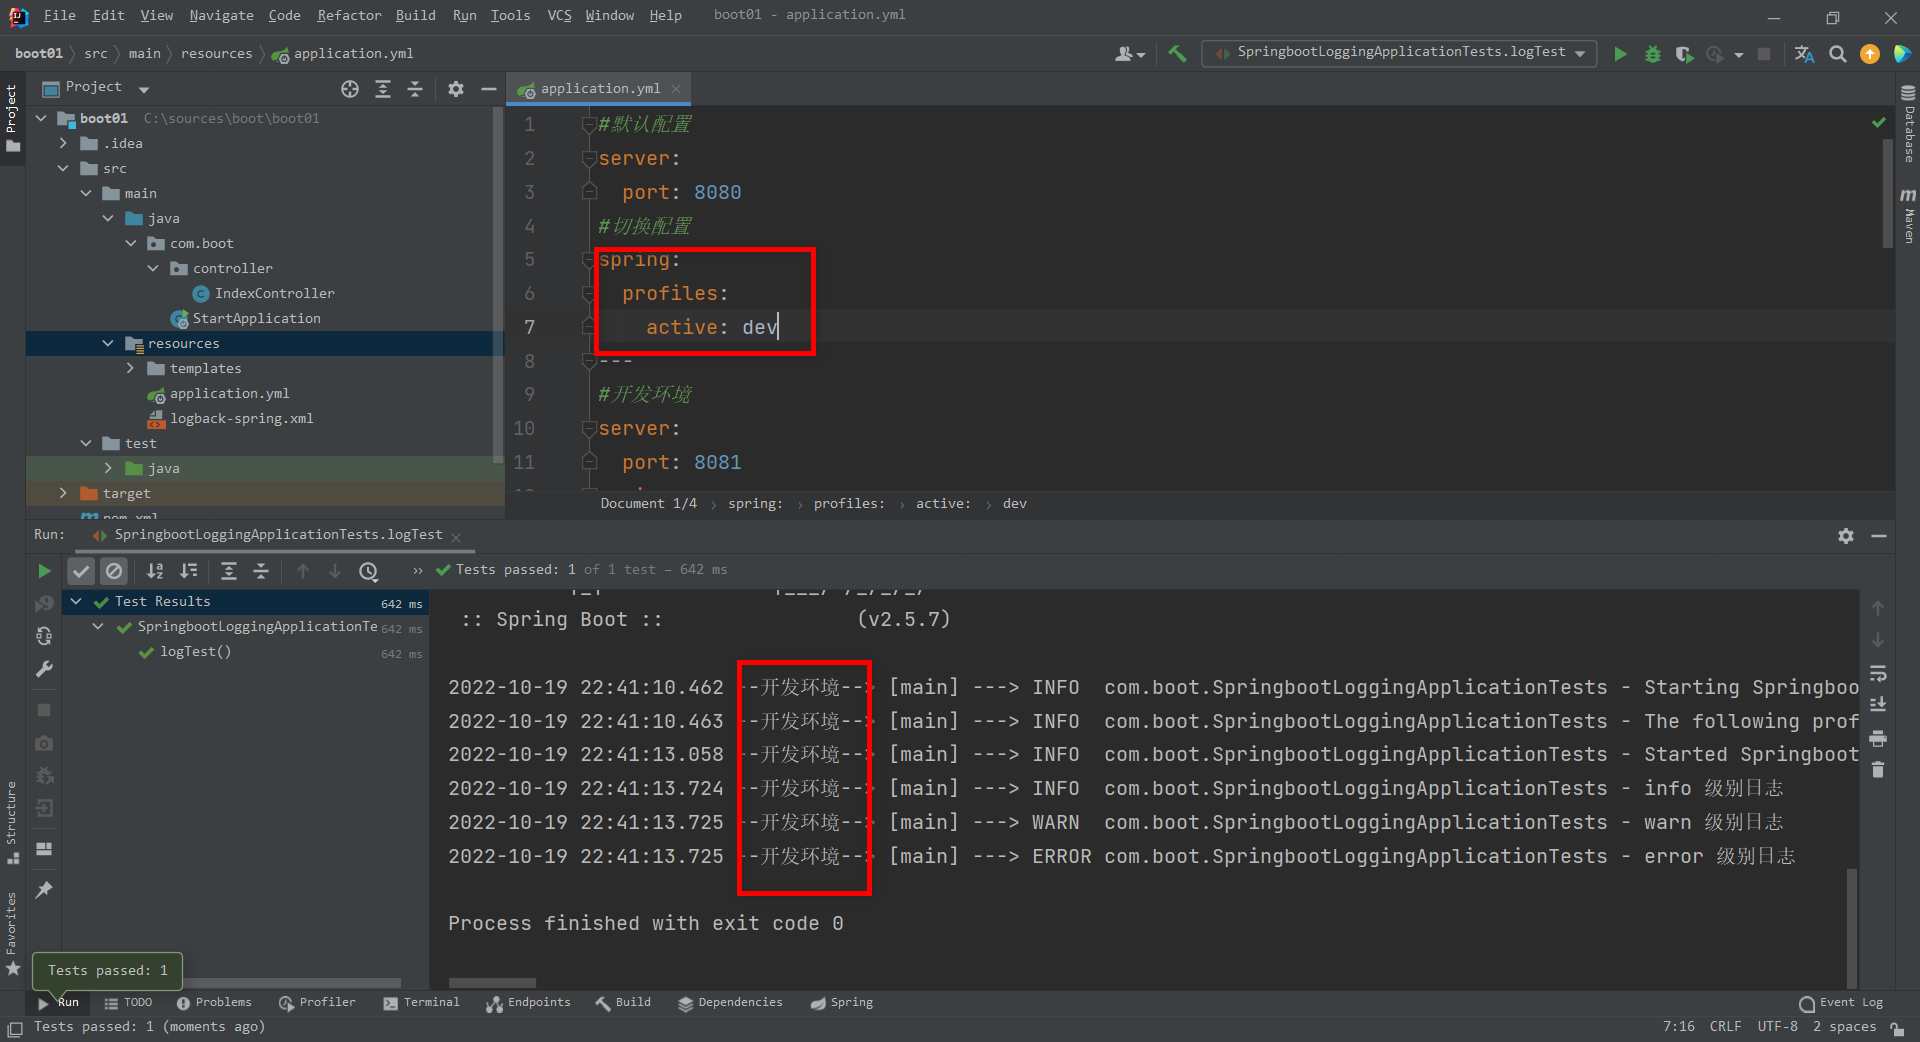 File Edit View Navigate Code Refactor Build Run Tools VCS Window Help boot01 - application.yml
boot01 src main resources application.yml
SpringbootLoggingApplicationTests.logTest
Project
Project
boot01 C:\sources\boot\boot01
.idea
src
main
java
com.boot
controller
IndexController
StartApplication
resources
templates
application.yml
logback-spring.xml
test
java
target
pom.xml
application.yml
1 #默认配置
2 server:
3 port: 8080
4 #切换配置
5 spring:
6 profiles:
7 active: dev
8 ---
9 #开发环境
10 server:
11 port: 8081
Document 1/4 spring: profiles: active: dev
Database
Maven
Run: SpringbootLoggingApplicationTests.logTest
Tests passed: 1 of 1 test – 642 ms
Test Results 642 ms
SpringbootLoggingApplicationTe 642 ms
logTest() 642 ms
:: Spring Boot :: (v2.5.7)
2022-10-19 22:41:10.462 --开发环境--> [main] ---> INFO com.boot.SpringbootLoggingApplicationTests - Starting Springboo
2022-10-19 22:41:10.463 --开发环境--> [main] ---> INFO com.boot.SpringbootLoggingApplicationTests - The following prof
2022-10-19 22:41:13.058 --开发环境--> [main] ---> INFO com.boot.SpringbootLoggingApplicationTests - Started Springboot
2022-10-19 22:41:13.724 --开发环境--> [main] ---> INFO com.boot.SpringbootLoggingApplicationTests - info 级别日志
2022-10-19 22:41:13.725 --开发环境--> [main] ---> WARN com.boot.SpringbootLoggingApplicationTests - warn 级别日志
2022-10-19 22:41:13.725 --开发环境--> [main] ---> ERROR com.boot.SpringbootLoggingApplicationTests - error 级别日志
Process finished with exit code 0
Structure
Favorites
Tests passed: 1
Run TODO Problems Profiler Terminal Endpoints Build Dependencies Spring Event Log
Tests passed: 1 (moments ago) 7:16 CRLF UTF-8 2 spaces